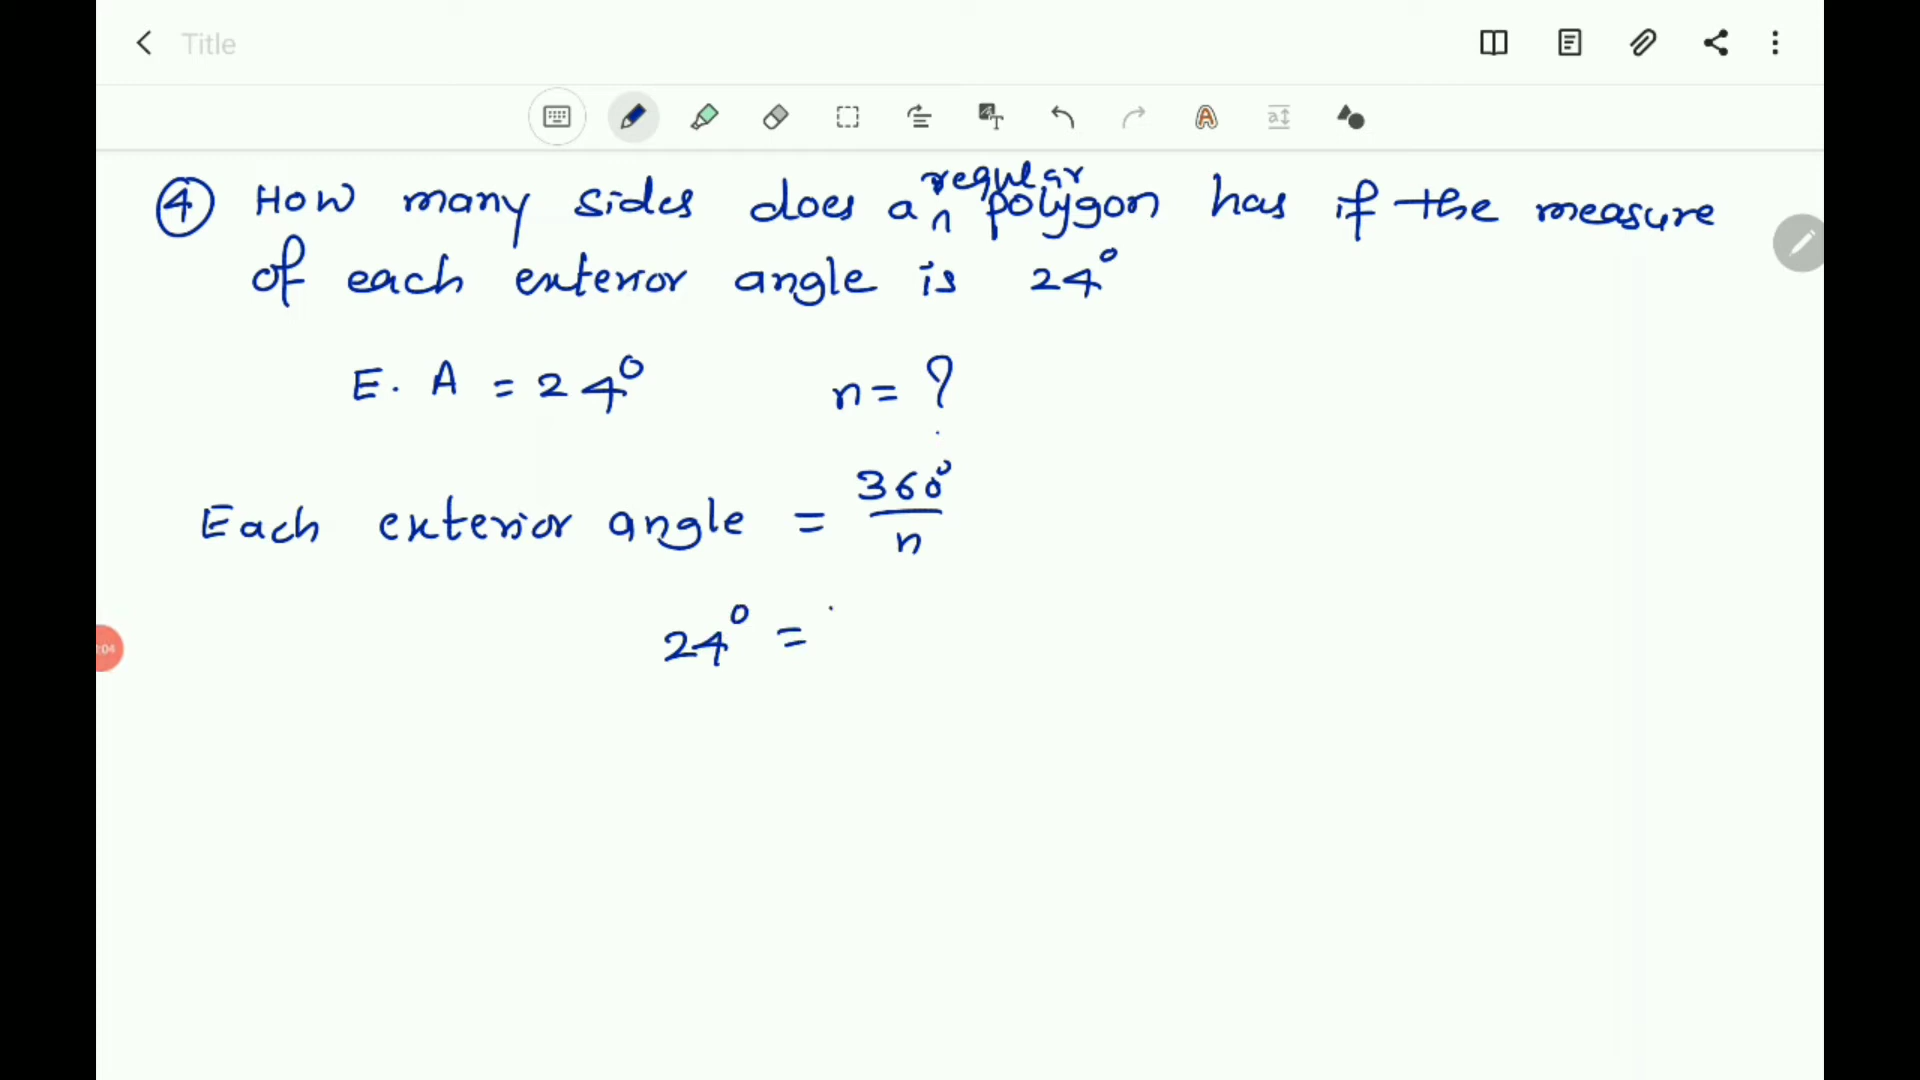 Title
④ How many sides does a regular polygon has if the measure
of each exterior angle is 24°
E. A = 24° n = ?
Each exterior angle = 360°/n
24° =
:04